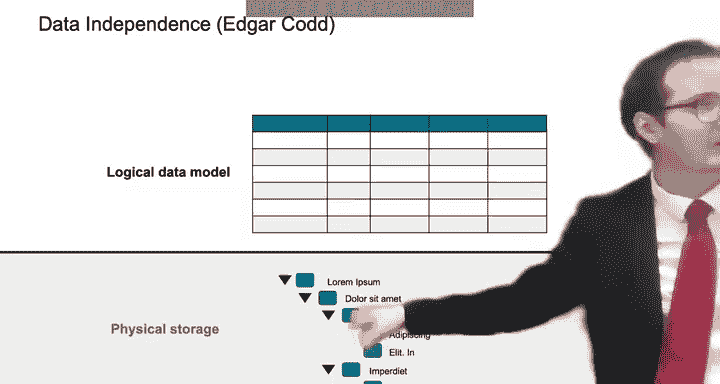 Data Independence (Edgar Codd)
Logical data model
Lorem Ipsum
Dolor sit amet
Physical storage
Adipiscing
Elit. In
Imperdiet